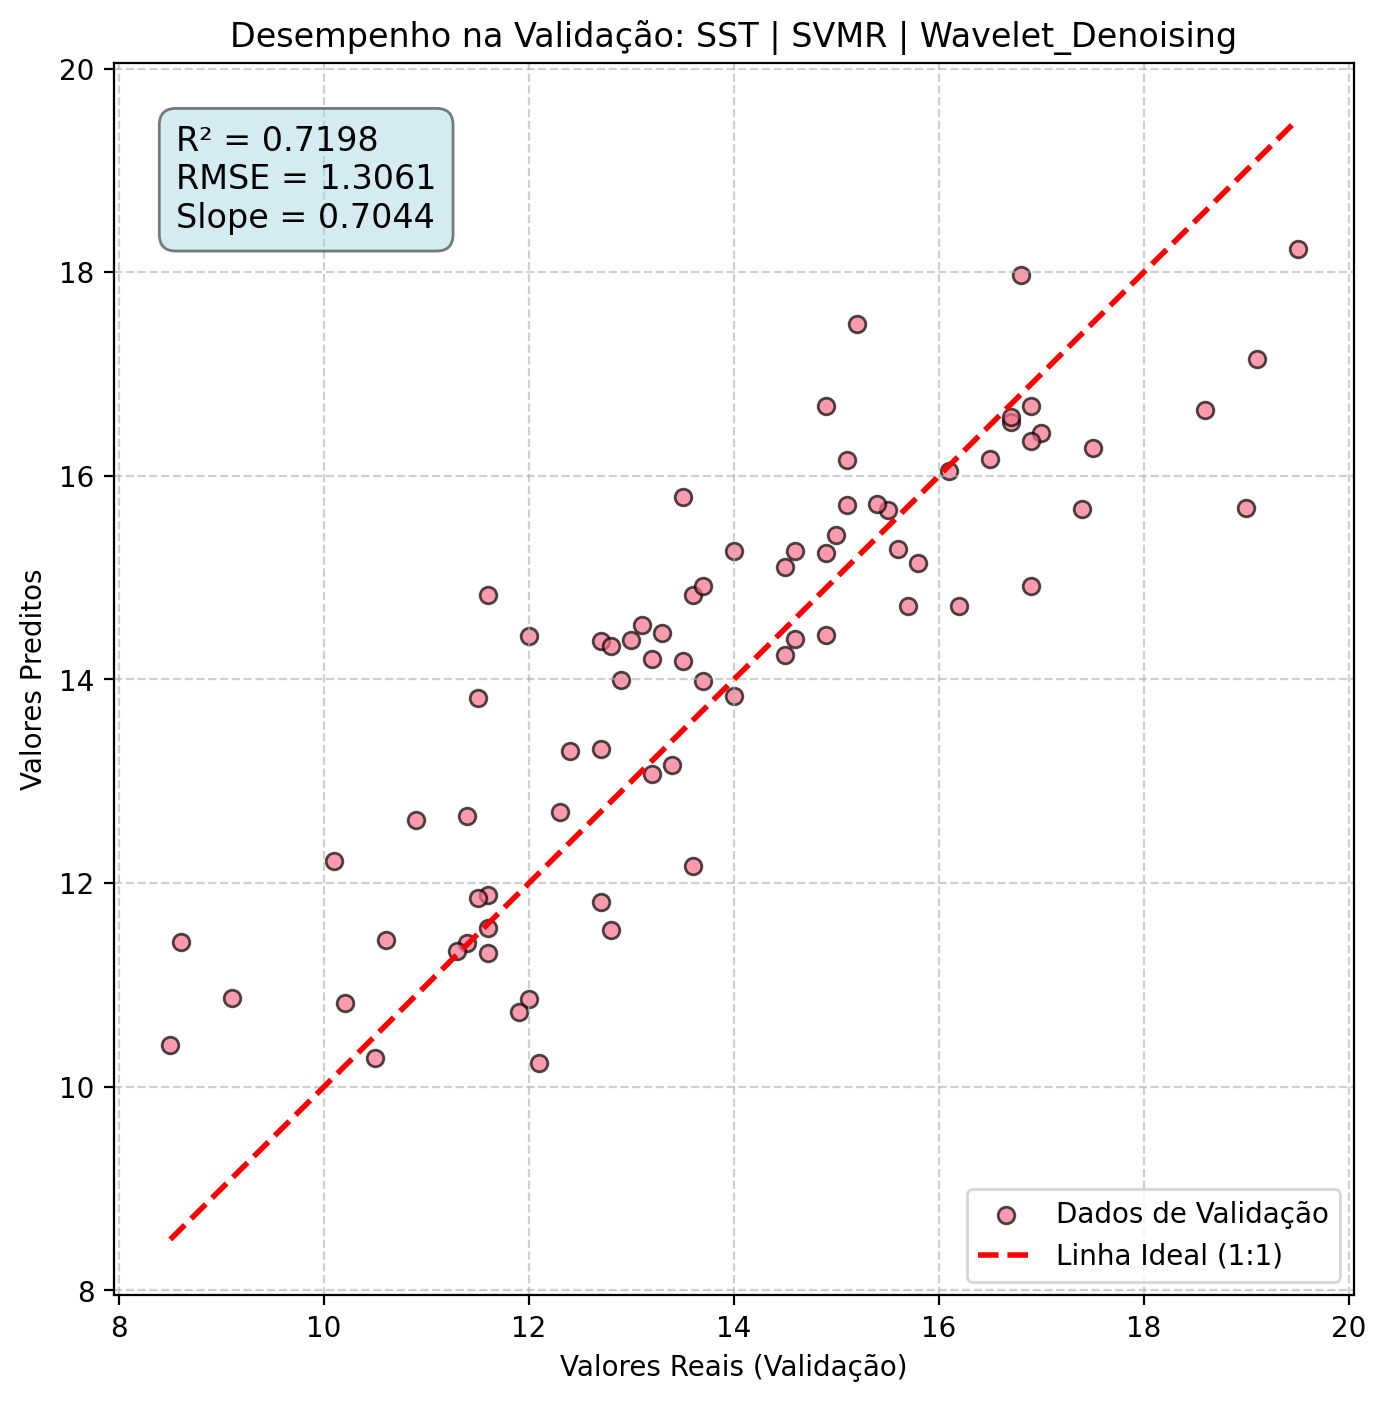 Desempenho na Validação: SST | SVMR | Wavelet_Denoising
R² = 0.7198
RMSE = 1.3061
Slope = 0.7044
20
18
16
14
12
10
8
Valores Preditos
Dados de Validação
Linha Ideal (1:1)
8 10 12 14 16 18 20
Valores Reais (Validação)